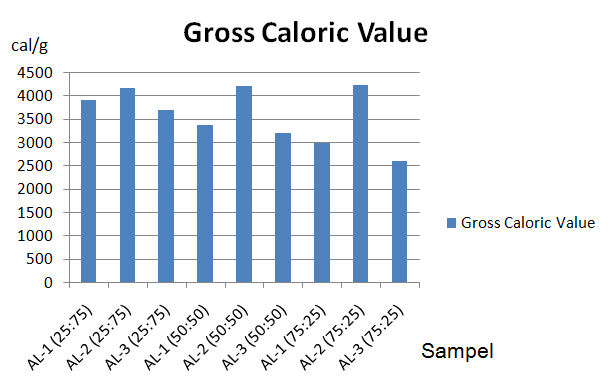 Gross Caloric Value
cal/g
4500
4000
3500
3000
2500
2000
1500
1000
500
0
AL-1 (25:75)
AL-2 (25:75)
AL-3 (25:75)
AL-1 (50:50)
AL-2 (50:50)
AL-3 (50:50)
AL-1 (75:25)
AL-2 (75:25)
AL-3 (75:25)
Gross Caloric Value
Sampel